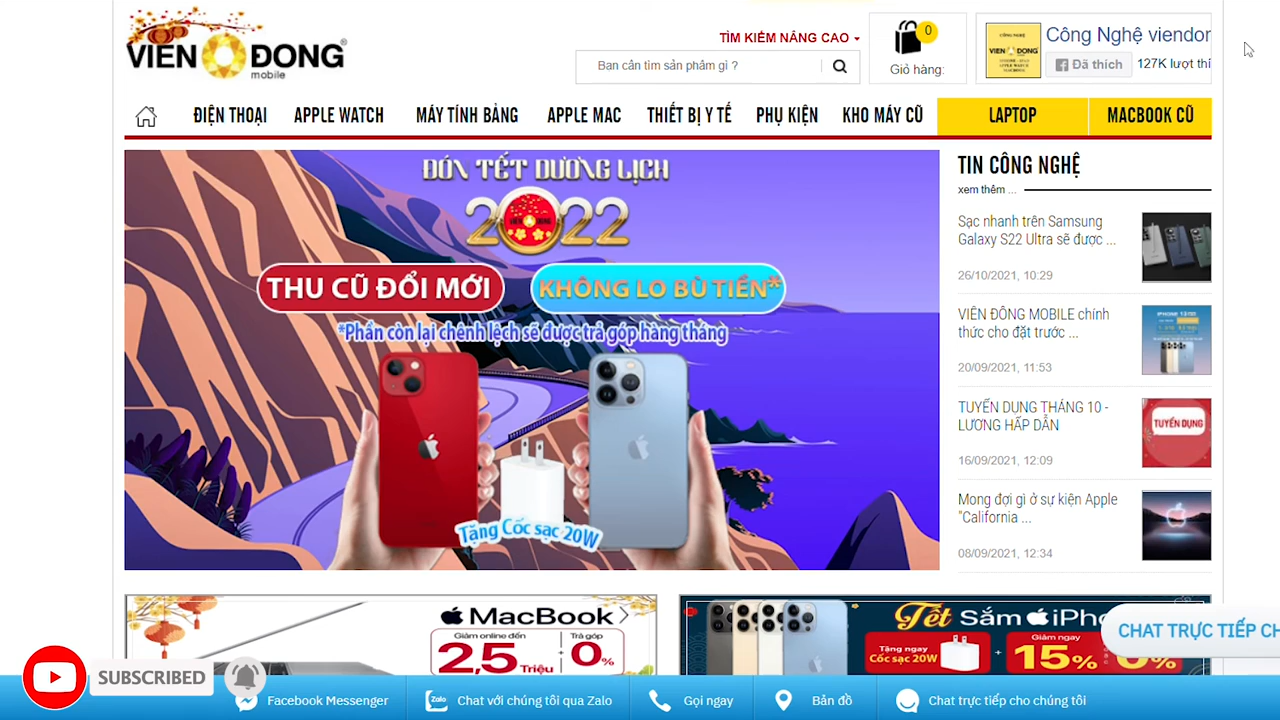 VIEN DONG®
mobile
TÌM KIẾM NÂNG CAO
Bạn cần tìm sản phẩm gì ?
0
Giỏ hàng:
CÔNG NGHỆ
VIEN DONG
Công Nghệ viendon
Đã thích
127K lượt thí
ĐIỆN THOẠI
APPLE WATCH
MÁY TÍNH BẢNG
APPLE MAC
THIẾT BỊ Y TẾ
PHỤ KIỆN
KHO MÁY CŨ
LAPTOP
MACBOOK CŨ
ĐÓN TẾT DƯƠNG LỊCH
2022
THU CŨ ĐỔI MỚI
KHÔNG LO BÙ TIỀN*
*Phần còn lại chênh lệch sẽ được trả góp hàng tháng
Tặng Cốc sạc 20W
TIN CÔNG NGHỆ
xem thêm ...
Sạc nhanh trên Samsung
Galaxy S22 Ultra sẽ được ...
26/10/2021, 10:29
VIỄN ĐÔNG MOBILE chính
thức cho đặt trước ...
20/09/2021, 11:53
TUYỂN DỤNG THÁNG 10 -
LƯƠNG HẤP DẪN
16/09/2021, 12:09
TUYỂN DỤNG
Mong đợi gì ở sự kiện Apple
"California ...
08/09/2021, 12:34
MacBook
Giảm online đến
2,5 Triệu
+
Trả góp
0%
Tết Sắm iPho
Tặng ngay
Cốc sạc 20W
+
Giảm ngay
15%
0%
CHAT TRỰC TIẾP CH
SUBSCRIBED
Facebook Messenger
Zalo
Chat với chúng tôi qua Zalo
Gọi ngay
Bản đồ
Chat trực tiếp cho chúng tôi